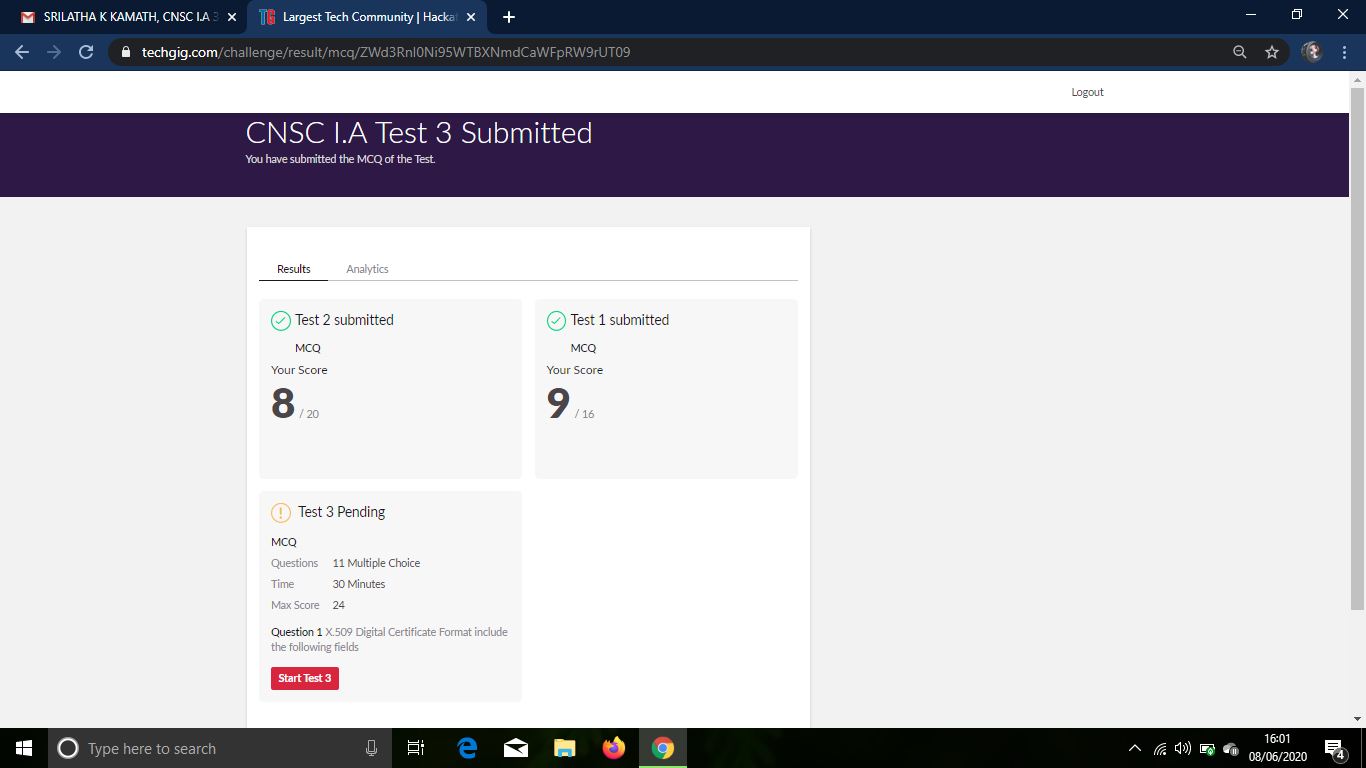 SRILATHA K KAMATH, CNSC I.A 3
Largest Tech Community | Hacka
techgig.com/challenge/result/mcq/ZWd3Rnl0Ni95WTBXNmdCaWFpRW9rUT09
Logout
CNSC I.A Test 3 Submitted
You have submitted the MCQ of the Test.
Results Analytics
Test 2 submitted
MCQ
Your Score
8 / 20
Test 1 submitted
MCQ
Your Score
9 / 16
Test 3 Pending
MCQ
Questions 11 Multiple Choice
Time 30 Minutes
Max Score 24
Question 1 X.509 Digital Certificate Format include
the following fields
Start Test 3
Type here to search
16:01
08/06/2020
4